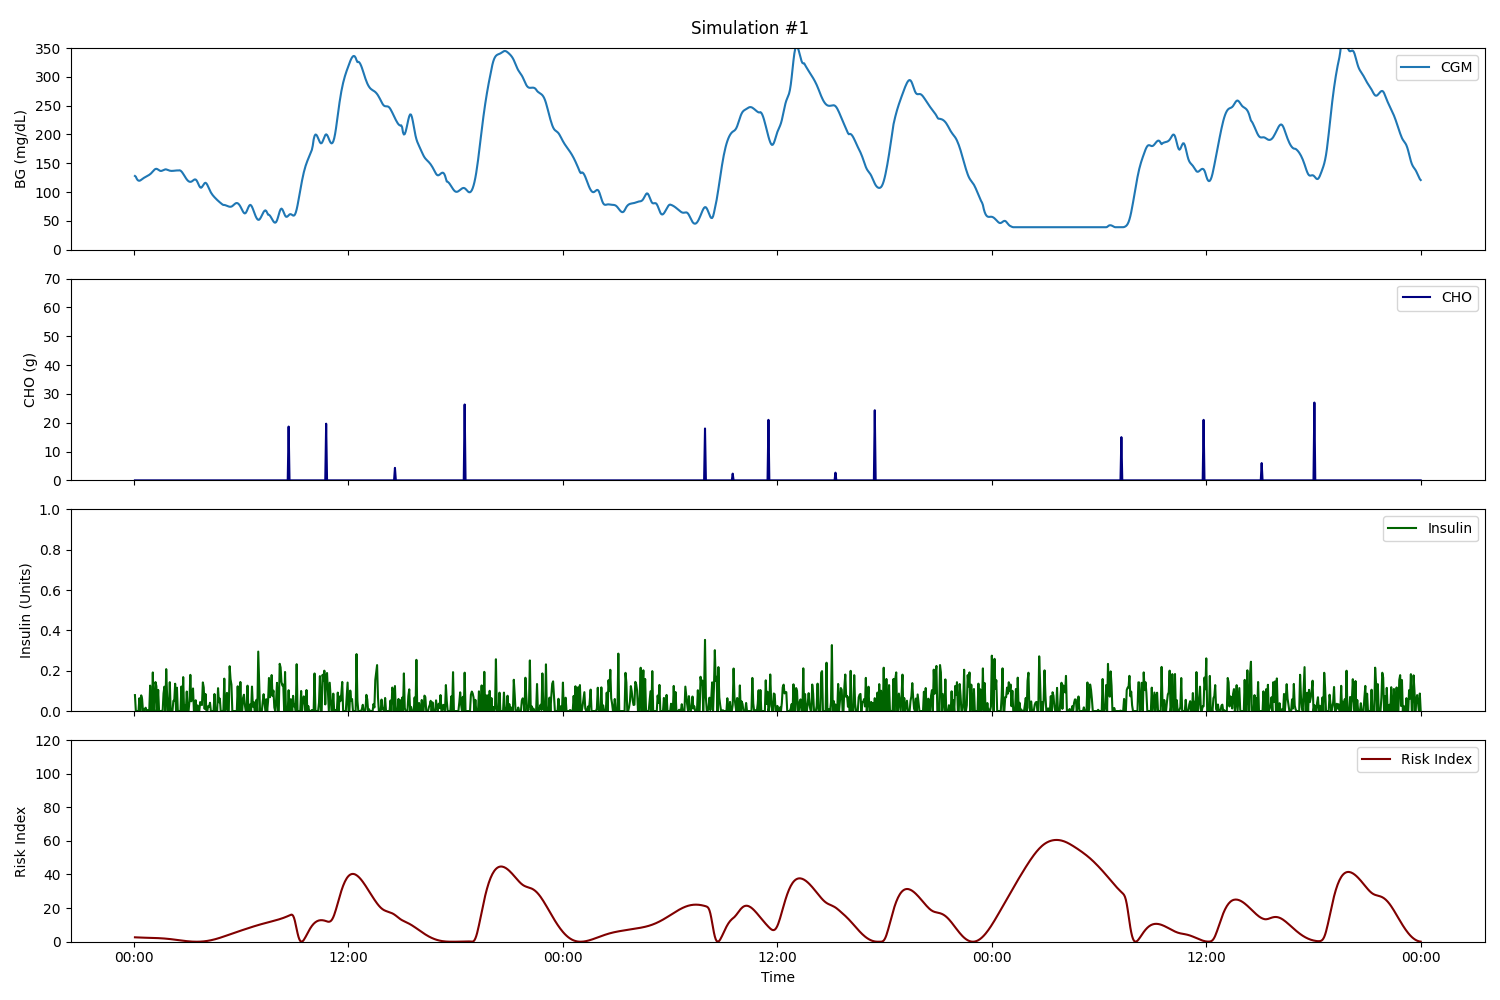 Simulation #1
350
300
250
200
150
100
50
0
BG (mg/dL)
CGM
70
60
50
40
30
20
10
0
CHO (g)
CHO
1.0
0.8
0.6
0.4
0.2
0.0
Insulin (Units)
Insulin
120
100
80
60
40
20
0
Risk Index
Risk Index
00:00 12:00 00:00 12:00 00:00 12:00 00:00
Time